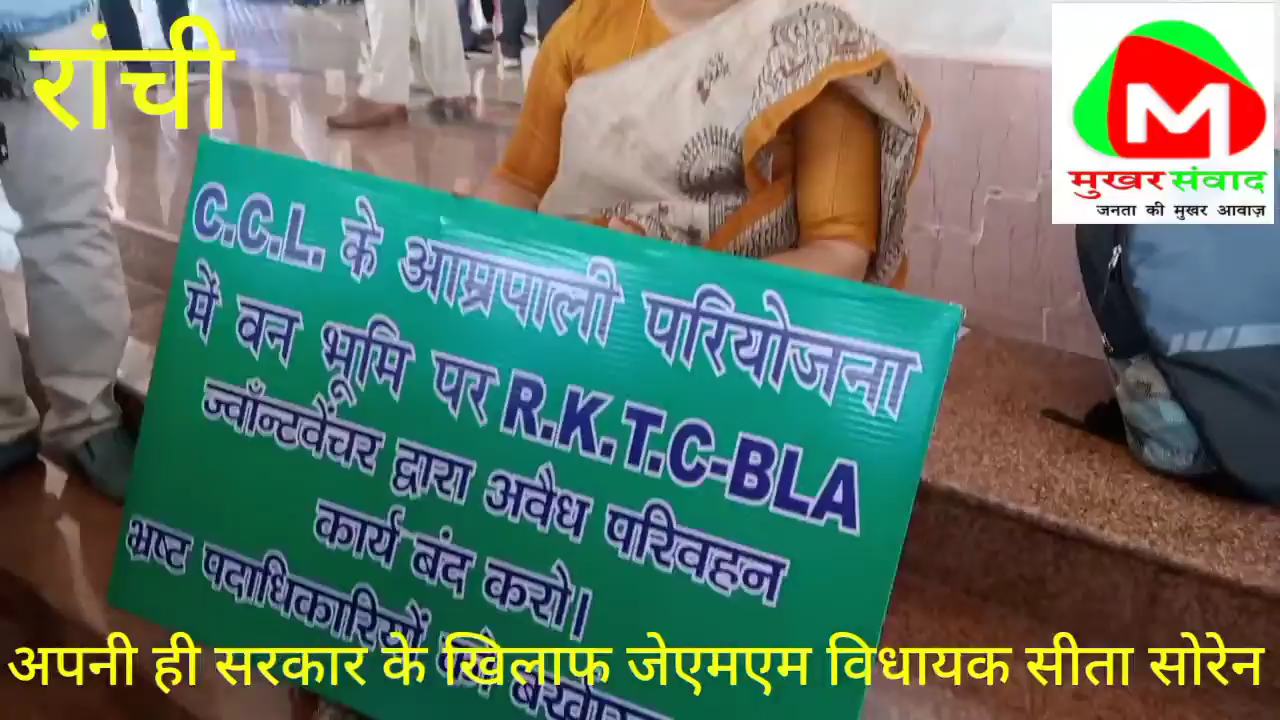 रांची
M
मुखर संवाद
जनता की मुखर आवाज़
C.C.L. के आम्रपाली परियोजना
में वन भूमि पर R.K.T.C-BLA
ज्वॉन्टवेंचर द्वारा अवैध परिवहन
कार्य बंद करो।
भ्रष्ट पदाधिकारियों को
अपनी ही सरकार के खिलाफ जेएमएम विधायक सीता सोरेन